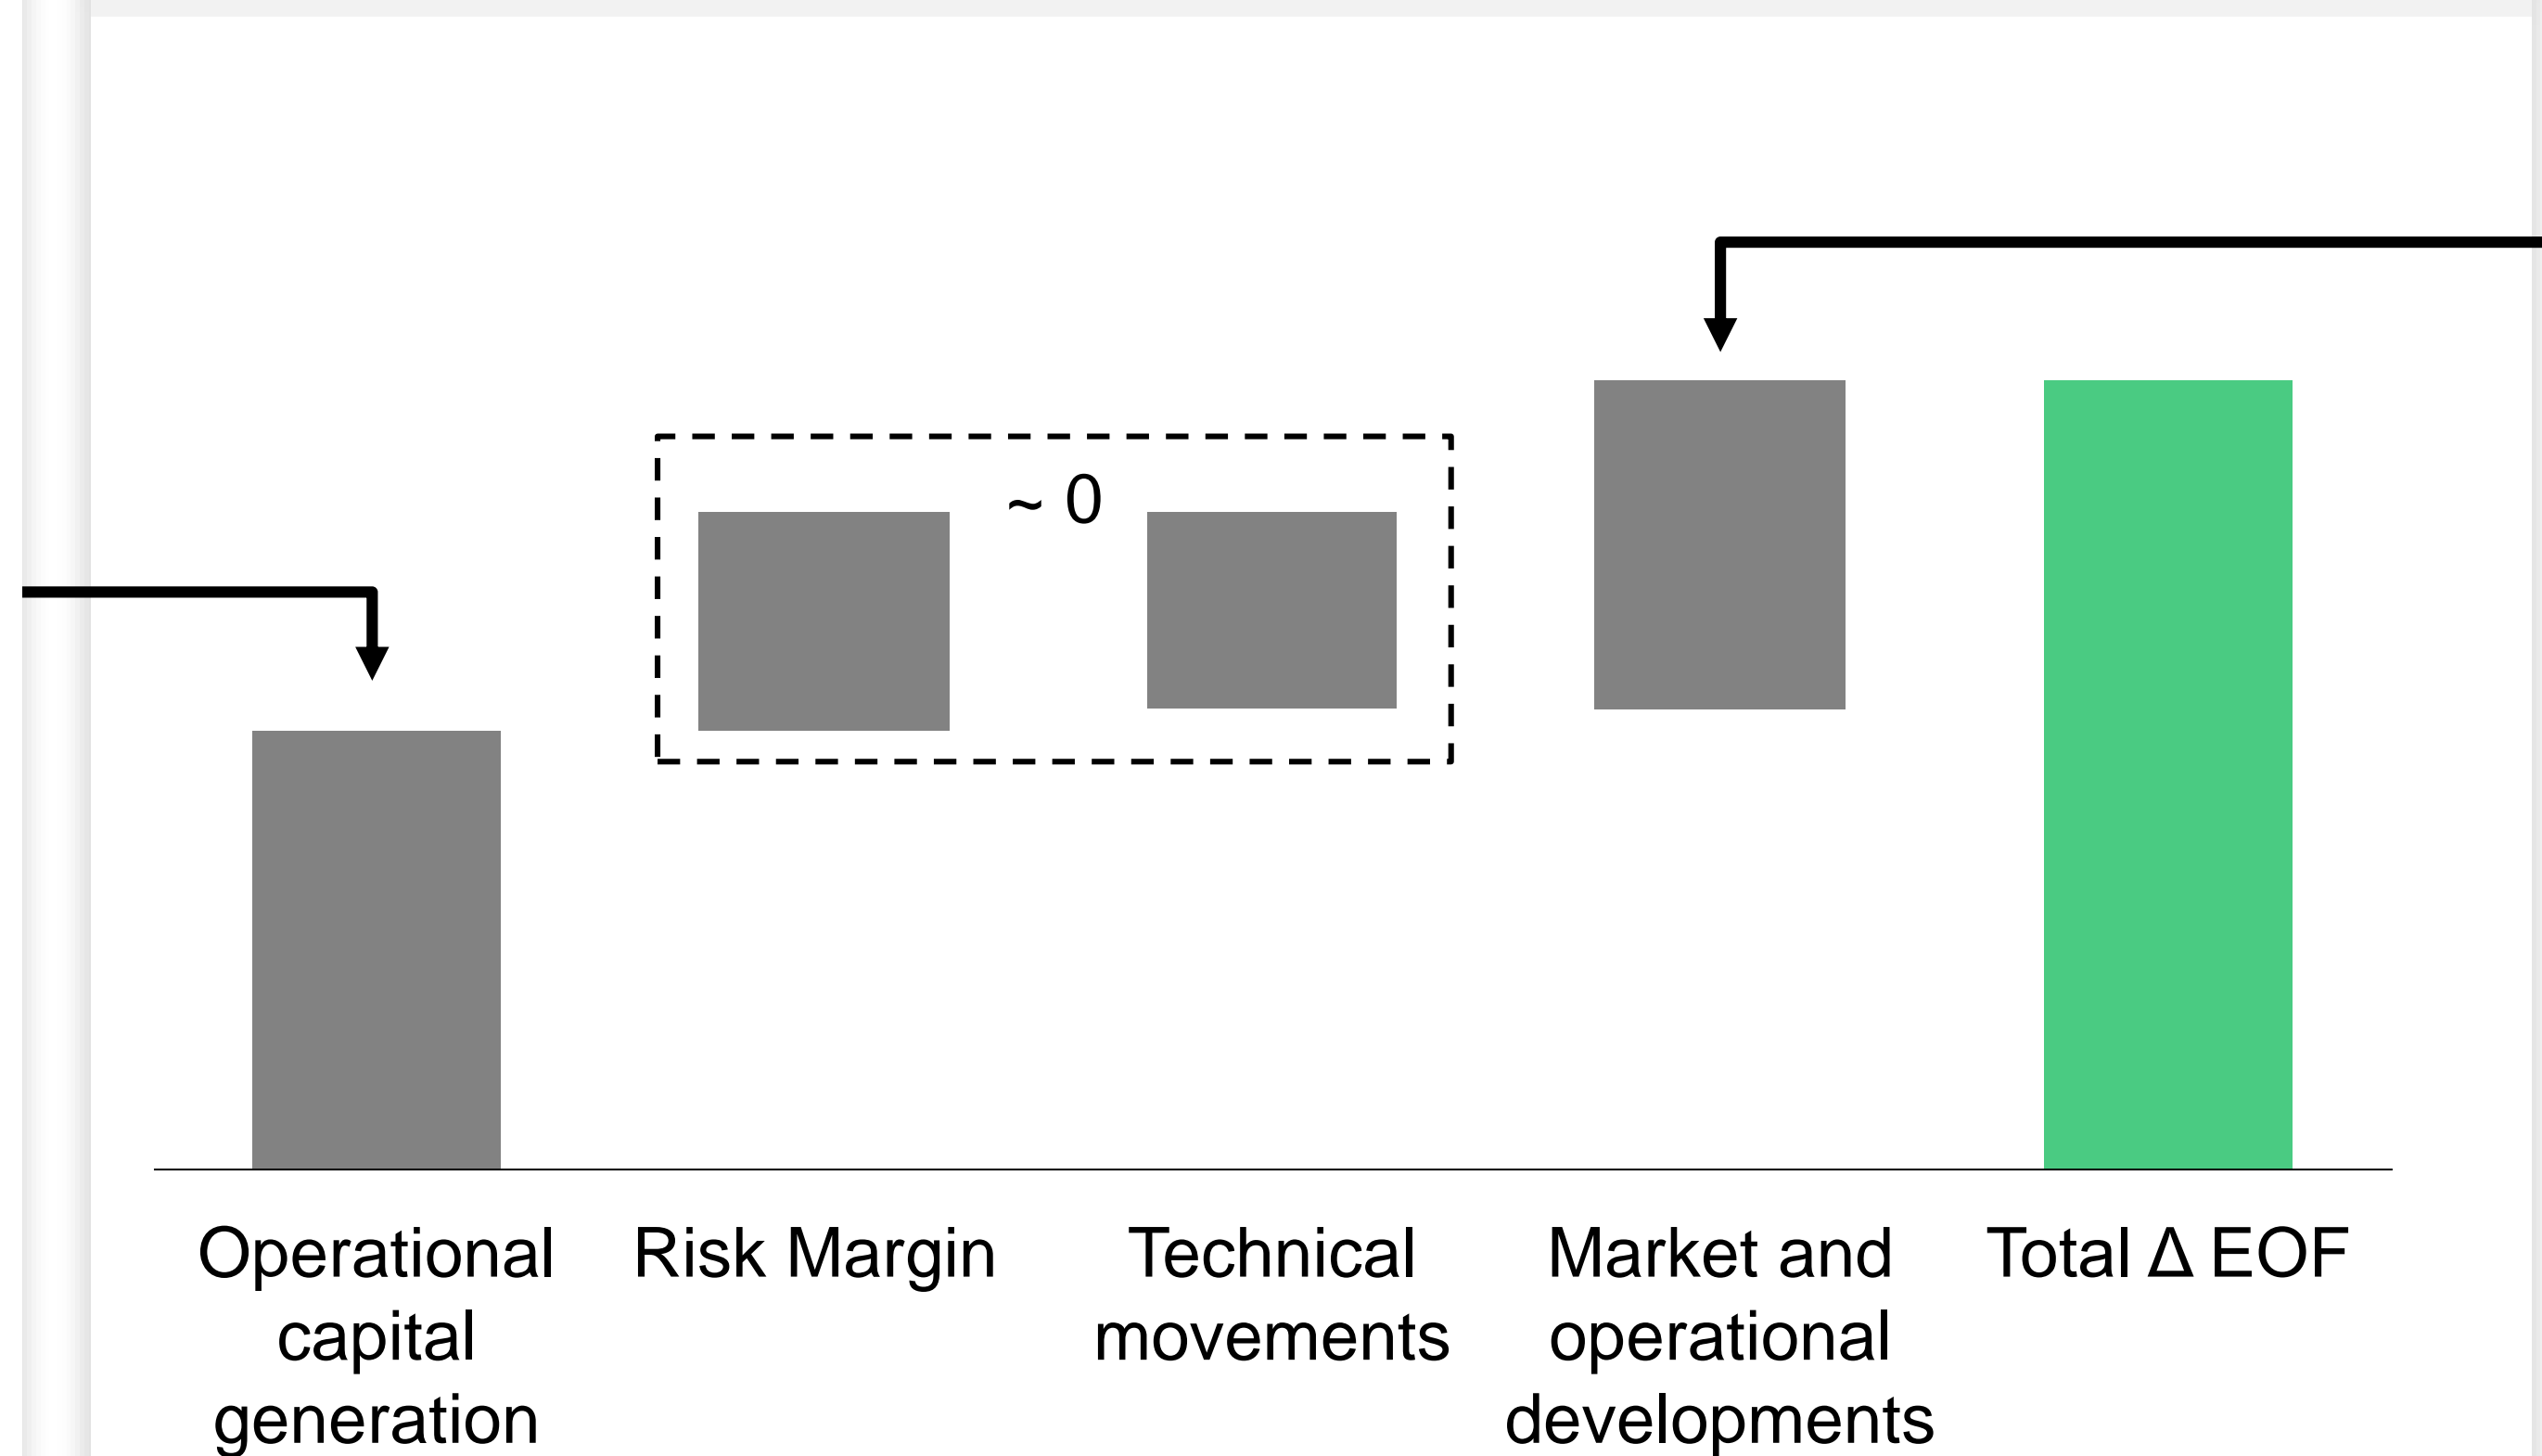 ~ 0
Operational
capital
generation
Risk Margin
Technical
movements
Market and
operational
developments
Total Δ EOF